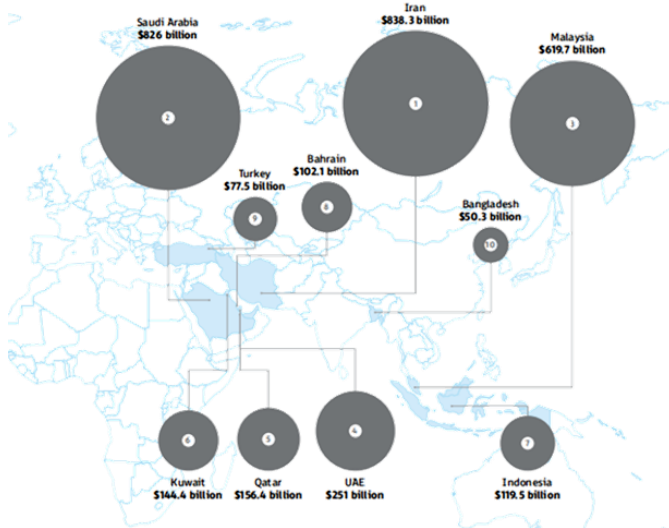 Iran
$838.3 billion
1
Saudi Arabia
$826 billion
2
Malaysia
$619.7 billion
3
Turkey
$77.5 billion
9
Bahrain
$102.1 billion
8
Bangladesh
$50.3 billion
10
6
Kuwait
$144.4 billion
5
Qatar
$156.4 billion
4
UAE
$251 billion
7
Indonesia
$119.5 billion